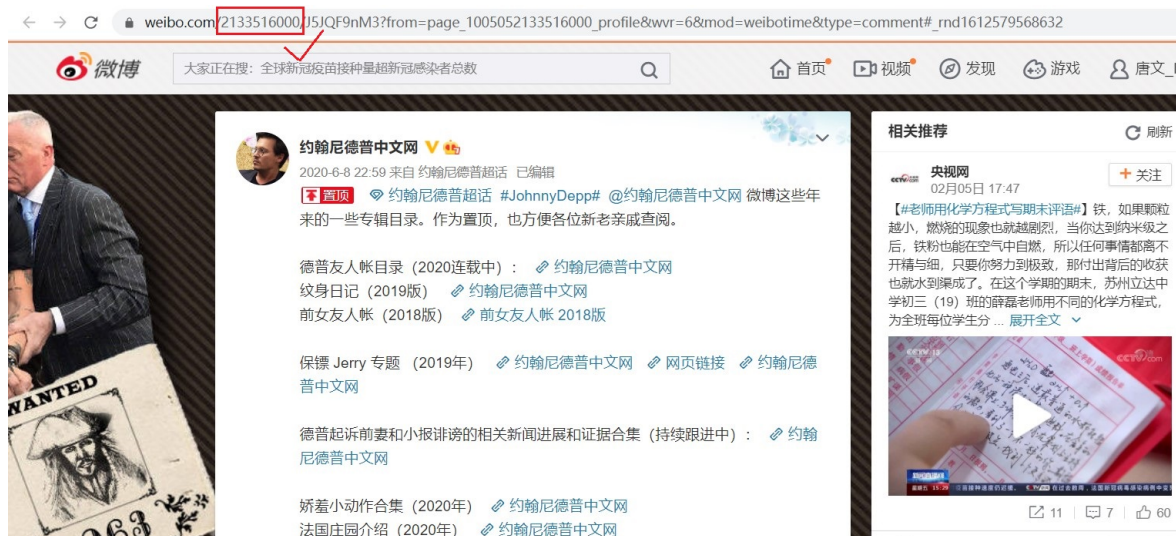 weibo.com/2133516000/J5JQF9nM3?from=page_1005052133516000_profile&wvr=6&mod=weibotime&type=comment#_rnd1612579568632
微博
大家正在搜：全球新冠疫苗接种量超新冠感染者总数
首页
视频
发现
游戏
唐文_
约翰尼德普中文网
2020-6-8 22:59 来自 约翰尼德普超话 已编辑
置顶 约翰尼德普超话 #JohnnyDepp# @约翰尼德普中文网 微博这些年
来的一些专辑目录。作为置顶，也方便各位新老亲戚查阅。
德普友人帐目录（2020连载中）： 约翰尼德普中文网
纹身日记（2019版） 约翰尼德普中文网
前女友人帐（2018版） 前女友人帐 2018版
保镖 Jerry 专题 （2019年） 约翰尼德普中文网 网页链接 约翰尼德
普中文网
德普起诉前妻和小报诽谤的相关新闻进展和证据合集（持续跟进中）： 约翰
尼德普中文网
娇羞小动作合集（2020年） 约翰尼德普中文网
法国庄园介绍（2020年） 约翰尼德普中文网
相关推荐
刷新
央视网
02月05日 17:47
+ 关注
【#老师用化学方程式写期末评语#】铁，如果颗粒
越小，燃烧的现象也就越剧烈，当你达到纳米级之
后，铁粉也能在空气中自燃，所以任何事情都离不
开精与细，只要你努力到极致，那付出背后的收获
也就水到渠成了。在这个学期的期末，苏州立达中
学初三（19）班的薛磊老师用不同的化学方程式，
为全班每位学生分 ... 展开全文
CCTV.com
星期五 15:29
11
7
60
WANTED